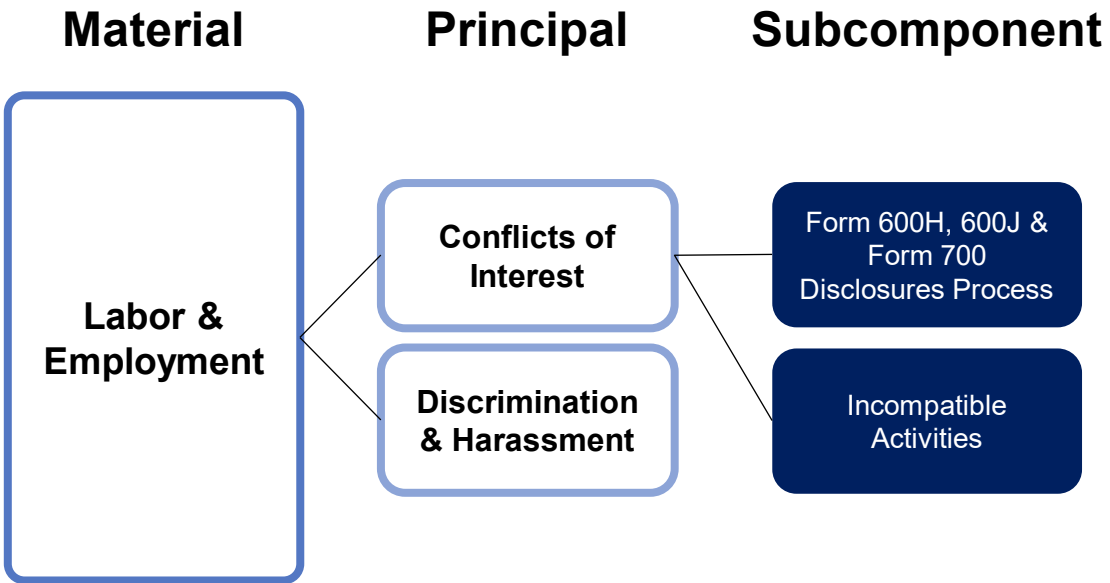 Material
Principal
Subcomponent
Labor &
Employment
Conflicts of
Interest
Discrimination
& Harassment
Form 600H, 600J &
Form 700
Disclosures Process
Incompatible
Activities